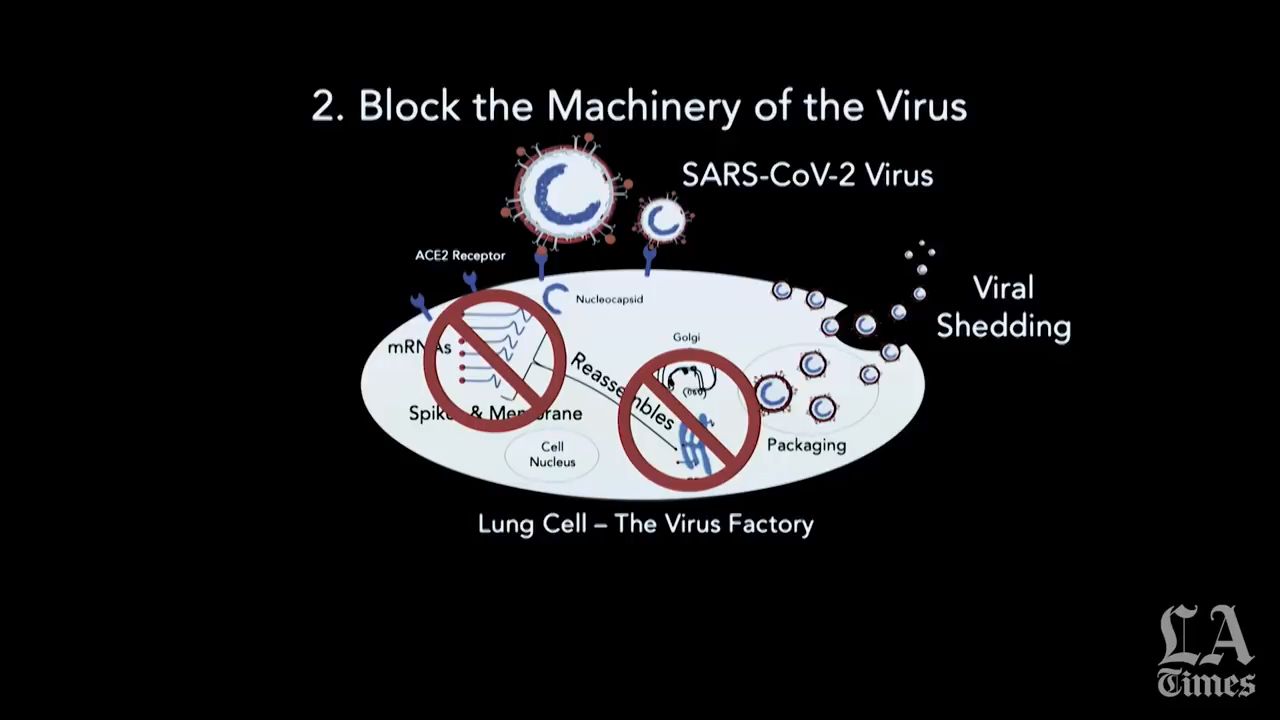 2. Block the Machinery of the Virus
SARS-CoV-2 Virus
ACE2 Receptor
Nucleocapsid
Viral
Shedding
mRNAs
Golgi
Reassembles
Spike & Membrane
Cell
Nucleus
Packaging
Lung Cell – The Virus Factory
LA
Times